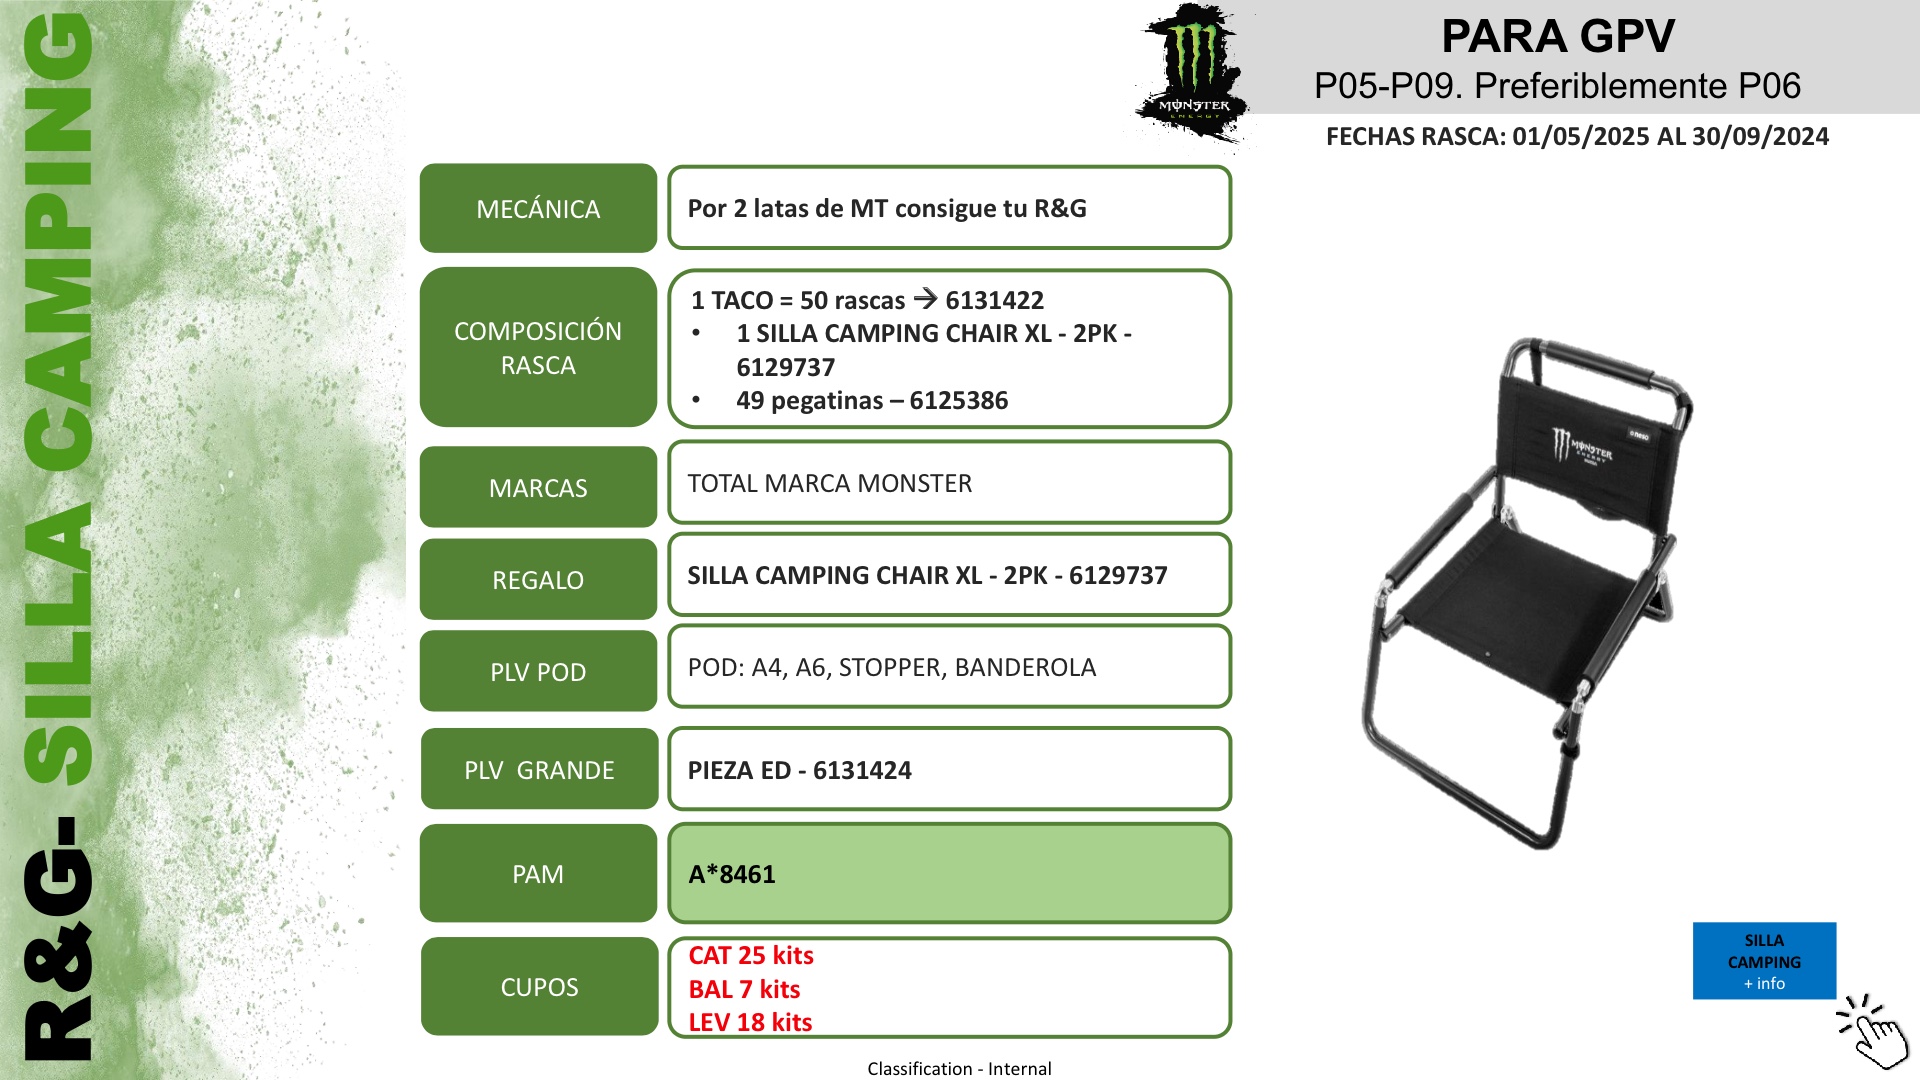 R&G- SILLA CAMPING
MONSTER
ENERGY
PARA GPV
P05-P09. Preferiblemente P06
FECHAS RASCA: 01/05/2025 AL 30/09/2024
MECÁNICA
Por 2 latas de MT consigue tu R&G
COMPOSICIÓN
RASCA
1 TACO = 50 rascas → 6131422
• 1 SILLA CAMPING CHAIR XL - 2PK -
6129737
• 49 pegatinas – 6125386
MARCAS
TOTAL MARCA MONSTER
REGALO
SILLA CAMPING CHAIR XL - 2PK - 6129737
PLV POD
POD: A4, A6, STOPPER, BANDEROLA
PLV GRANDE
PIEZA ED - 6131424
PAM
A*8461
CUPOS
CAT 25 kits
BAL 7 kits
LEV 18 kits
MONSTER
ENERGY
SILLA
CAMPING
+ info
Classification - Internal